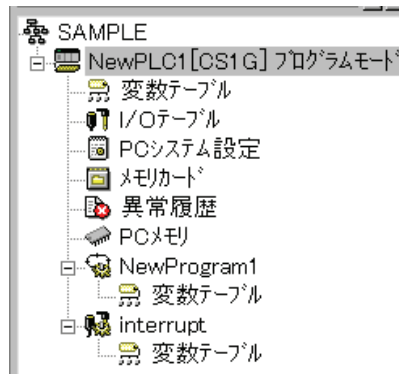 SAMPLE
NewPLC1[CS1G] ﾌﾟﾛｸﾞﾗﾑﾓｰﾄﾞ
変数ﾃｰﾌﾞﾙ
I/Oﾃｰﾌﾞﾙ
PCｼｽﾃﾑ設定
ﾒﾓﾘｶｰﾄﾞ
異常履歴
PCﾒﾓﾘ
NewProgram1
変数ﾃｰﾌﾞﾙ
interrupt
変数ﾃｰﾌﾞﾙ